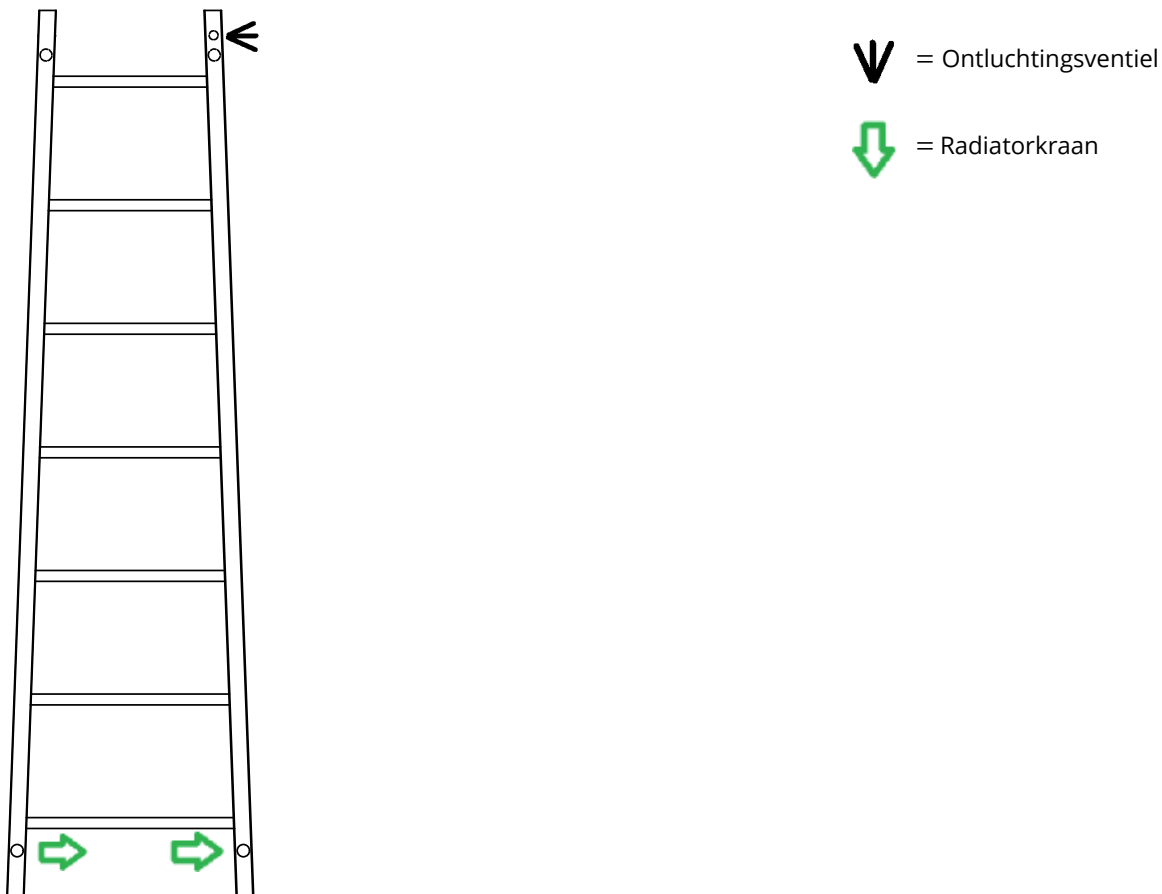 = Ontluchtingsventiel
= Radiatorkraan